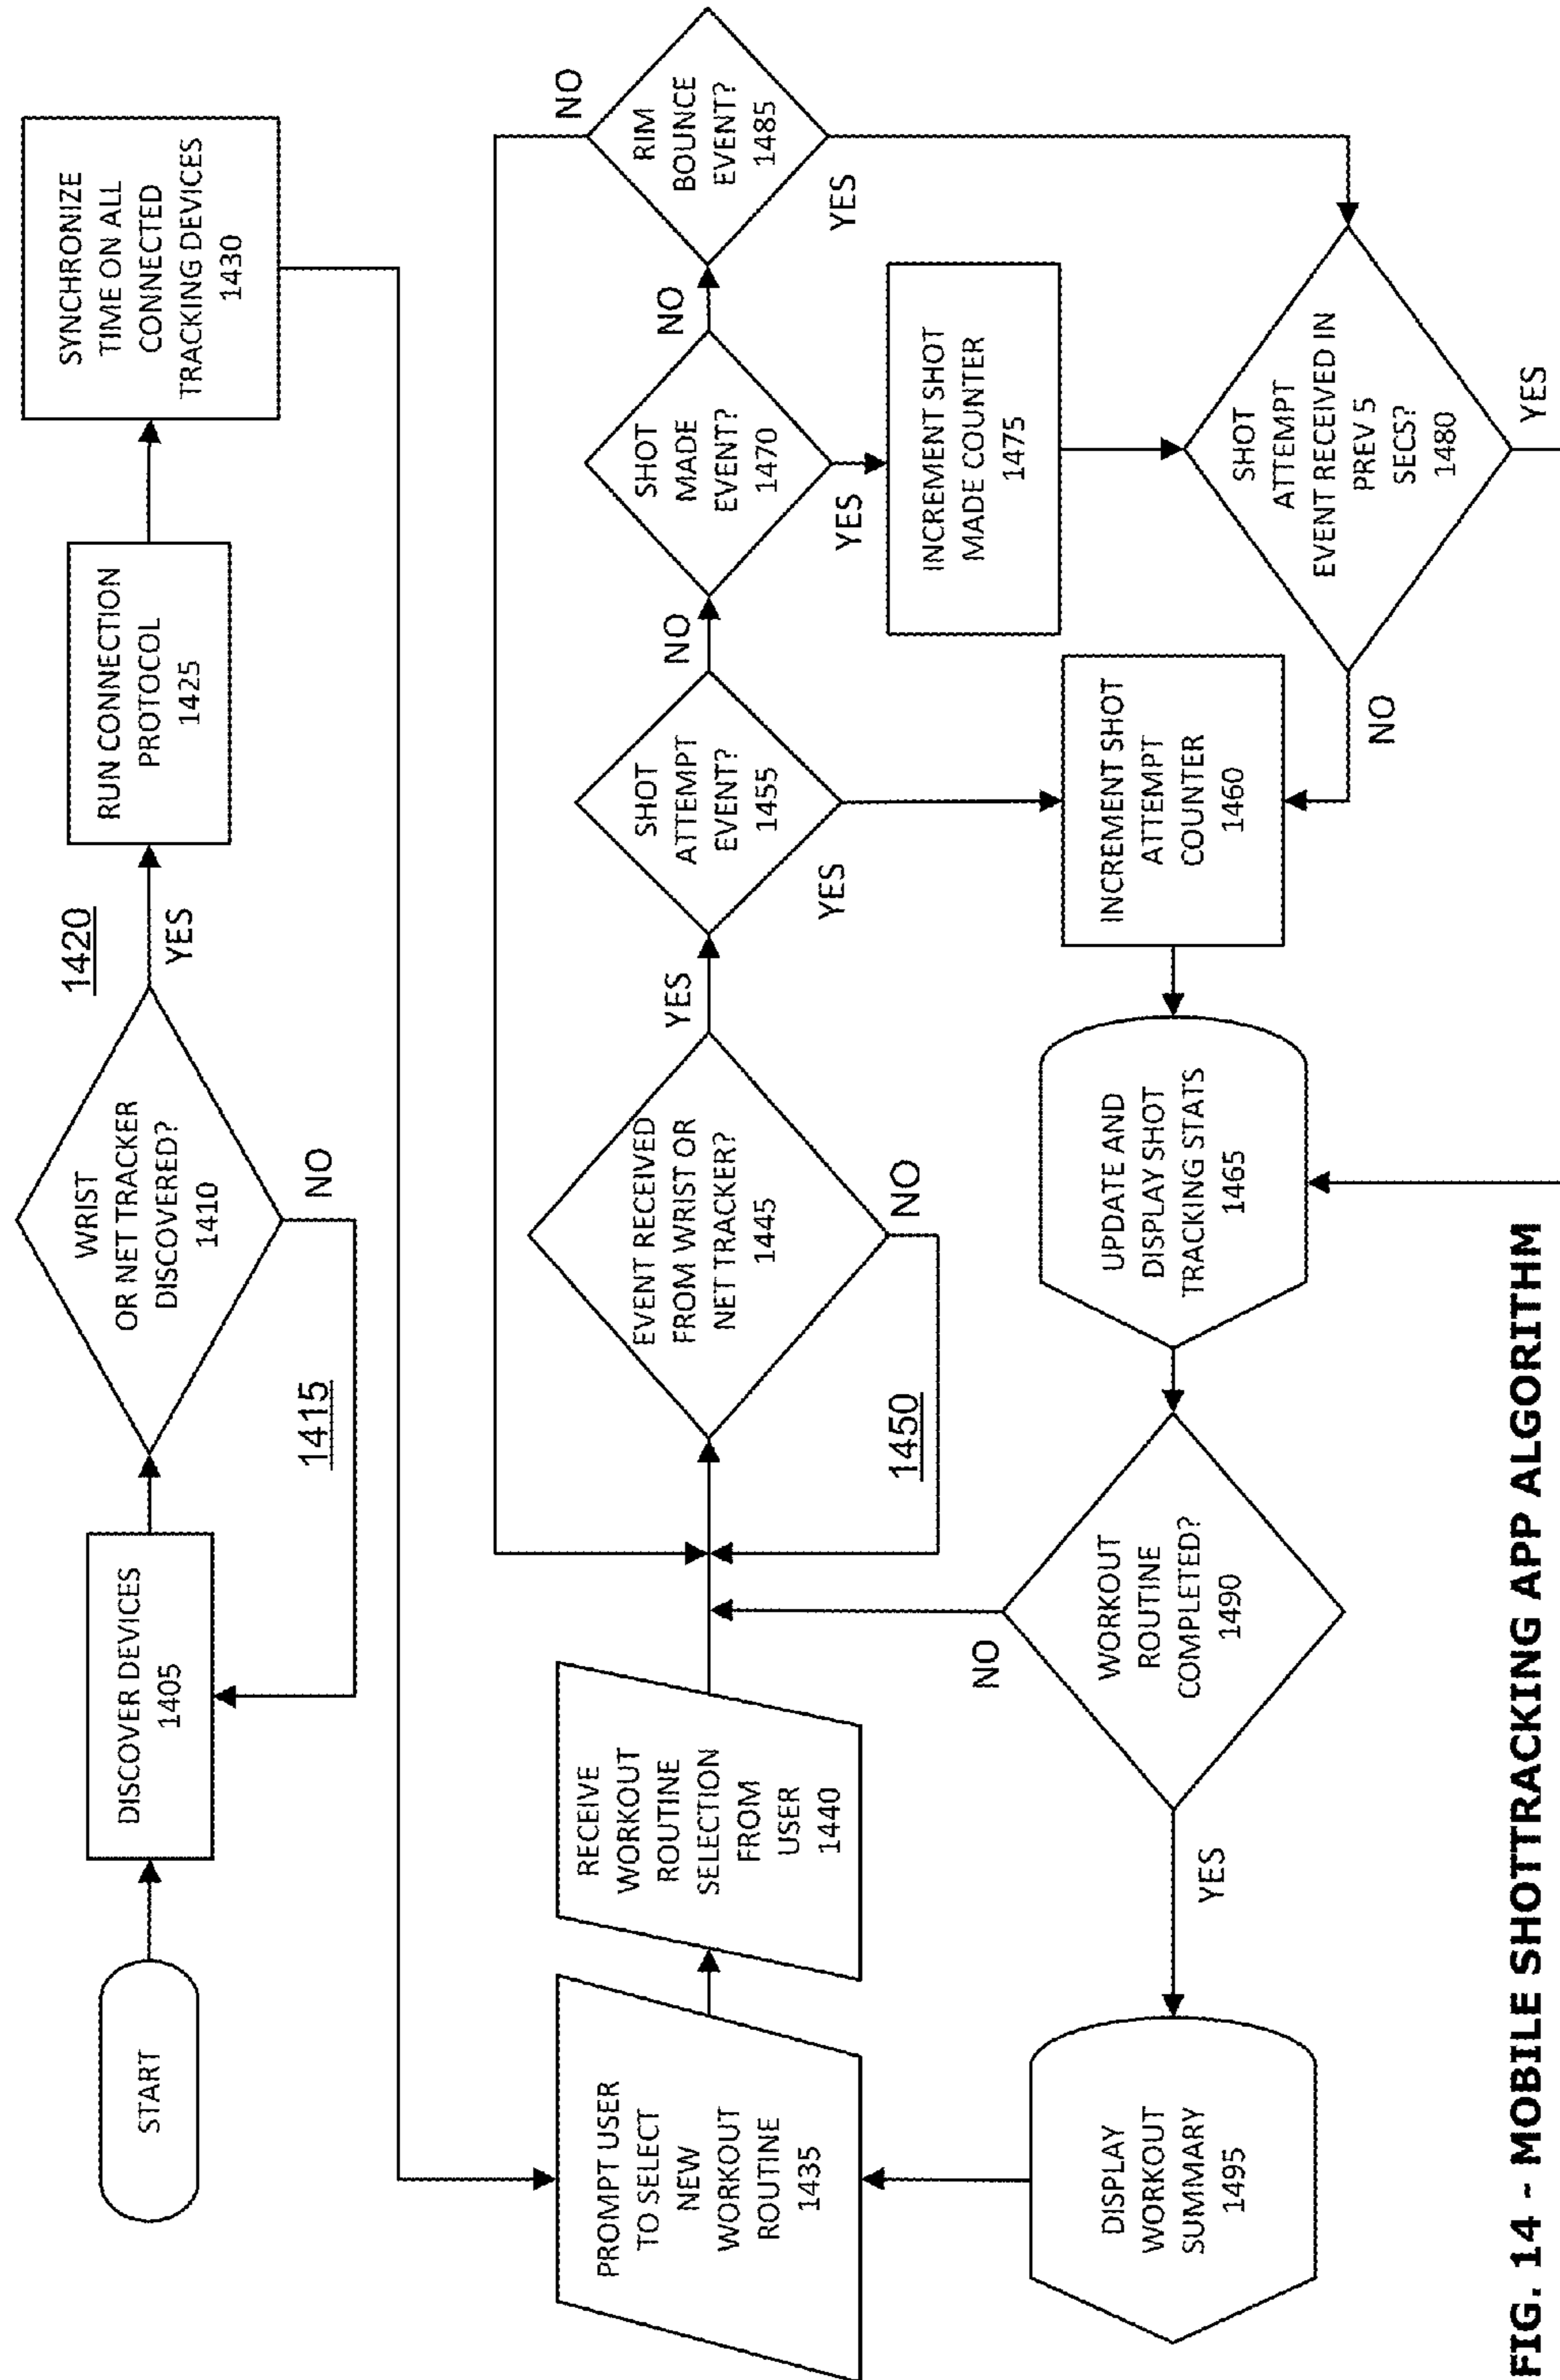 START
DISCOVER DEVICES
1405
WRIST
OR NET TRACKER
DISCOVERED?
1410
NO
1415
1420
YES
RUN CONNECTION
PROTOCOL
1425
SYNCHRONIZE
TIME ON ALL
CONNECTED
TRACKING DEVICES
1430
PROMPT USER
TO SELECT
NEW
WORKOUT
ROUTINE
1435
RECEIVE
WORKOUT
ROUTINE
SELECTION
FROM
USER
1440
EVENT RECEIVED
FROM WRIST OR
NET TRACKER?
1445
NO
1450
YES
SHOT
ATTEMPT
EVENT?
1455
YES
NO
SHOT
MADE
EVENT?
1470
YES
NO
RIM
BOUNCE
EVENT?
1485
NO
YES
INCREMENT SHOT
MADE COUNTER
1475
SHOT
ATTEMPT
EVENT RECEIVED IN
PREV 5
SECS?
1480
NO
YES
INCREMENT SHOT
ATTEMPT
COUNTER
1460
UPDATE AND
DISPLAY SHOT
TRACKING STATS
1465
WORKOUT
ROUTINE
COMPLETED?
1490
NO
YES
DISPLAY
WORKOUT
SUMMARY
1495
FIG. 14 - MOBILE SHOTTRACKING APP ALGORITHM